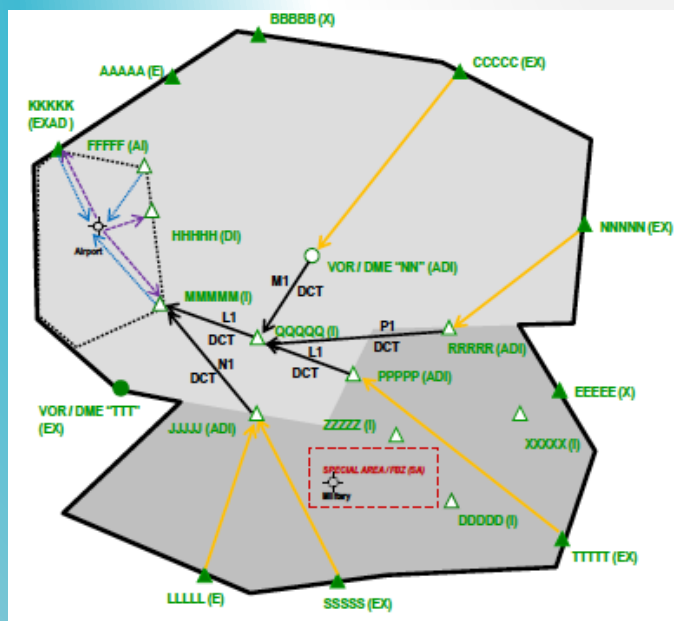 BBBBB (X)
CCCCC (EX)
AAAAA (E)
KKKKK
(EXAD)
FFFFF (AI)
NNNNN (EX)
HHHHH (DI)
Airport
VOR / DME "NN" (ADI)
M1
DCT
MMMMM (I)
L1
DCT
QQQQQ (I)
P1
DCT
RRRRR (ADI)
L1
DCT
N1
DCT
PPPPP (ADI)
EEEEE (X)
VOR / DME "TTT"
(EX)
JJJJJ (ADI)
ZZZZZ (I)
XXXXX (I)
SPECIAL AREA / FBZ (SA)
Military
DDDDD (I)
TTTTT (EX)
LLLLL (E)
SSSSS (EX)